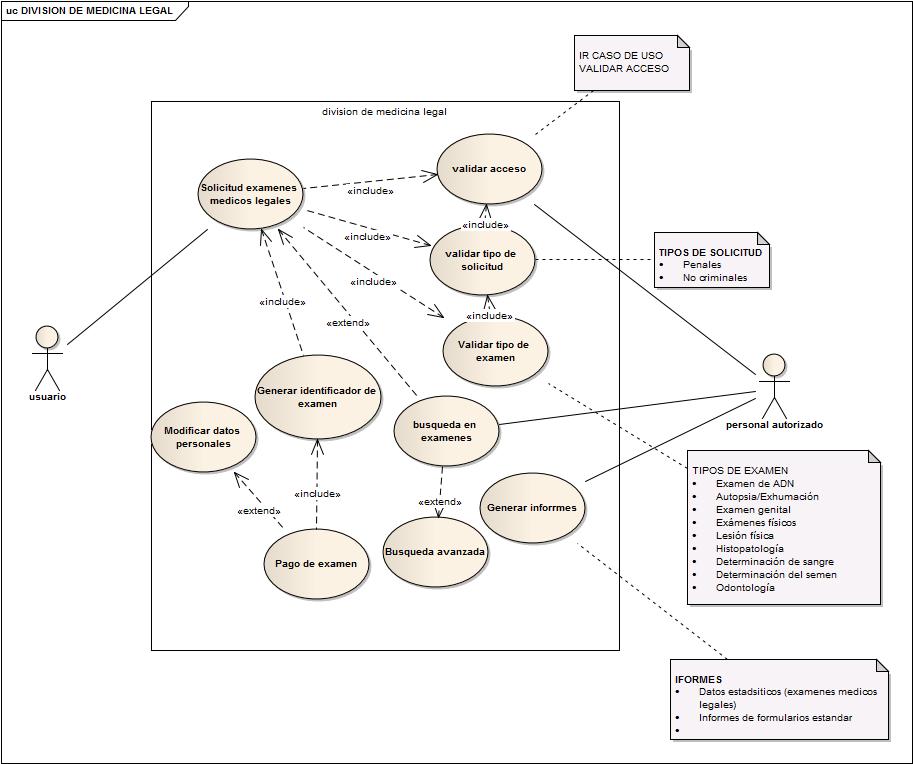 uc DIVISION DE MEDICINA LEGAL
IR CASO DE USO
VALIDAR ACCESO
division de medicina legal
validar acceso
Solicitud examenes
medicos legales
«include»
«include»
«include»
validar tipo de
solicitud
TIPOS DE SOLICITUD
• Penales
• No criminales
«include»
«include»
«include»
«extend»
Validar tipo de
examen
usuario
personal autorizado
Generar identificador de
examen
Modificar datos
personales
busqueda en
examenes
TIPOS DE EXAMEN
• Examen de ADN
• Autopsia/Exhumación
• Examen genital
• Exámenes físicos
• Lesión física
• Histopatología
• Determinación de sangre
• Determinación del semen
• Odontología
«include»
«extend»
«extend»
Generar inforrmes
Pago de examen
Busqueda avanzada
IFORMES
• Datos estadsiticos (examenes medicos
legales)
• Informes de formularios estandar
•